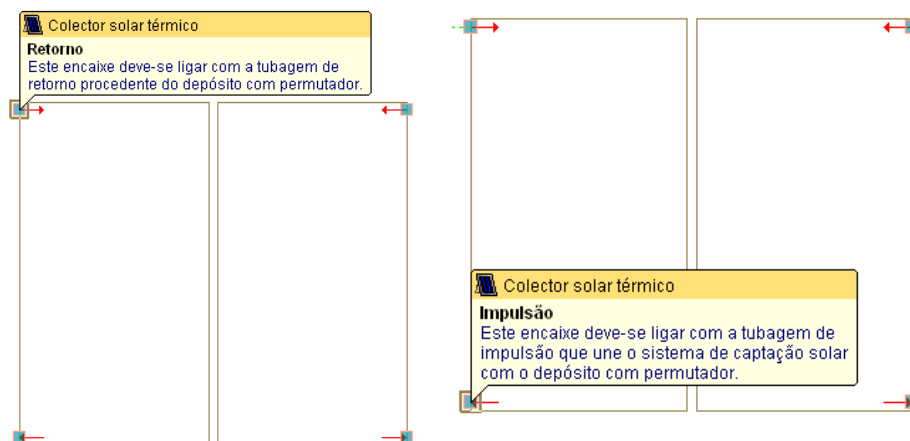 Colector solar térmico
Retorno
Este encaixe deve-se ligar com a tubagem de
retorno procedente do depósito com permutador.
Colector solar térmico
Impulsão
Este encaixe deve-se ligar com a tubagem de
impulsão que une o sistema de captação solar
com o depósito com permutador.